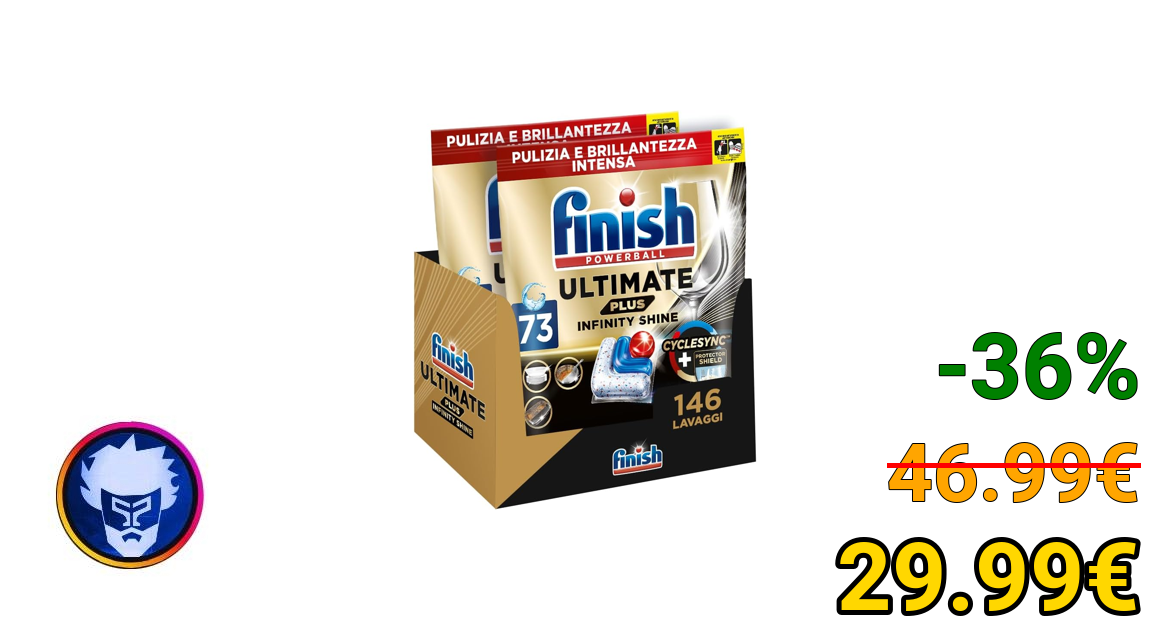 PULIZIA E BRILLANTEZZA
PULIZIA E BRILLANTEZZA
INTENSA
finish
POWERBALL
ULTIMATE
PLUS
INFINITY SHINE
73
CYCLESYNC™
+ PROTECTOR
SHIELD
146
LAVAGGI
finish
finish
ULTIMATE
PLUS
INFINITY SHINE
-36%
46.99€
29.99€